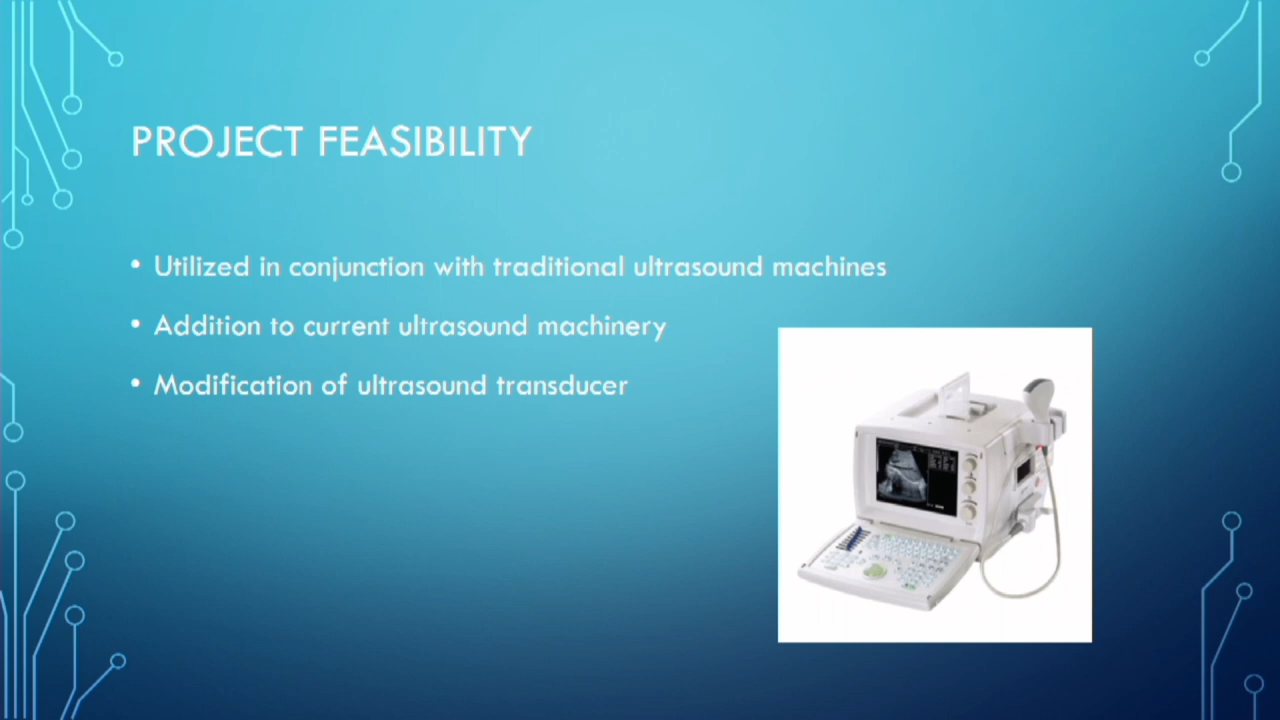 PROJECT FEASIBILITY
• Utilized in conjunction with traditional ultrasound machines
• Addition to current ultrasound machinery
• Modification of ultrasound transducer